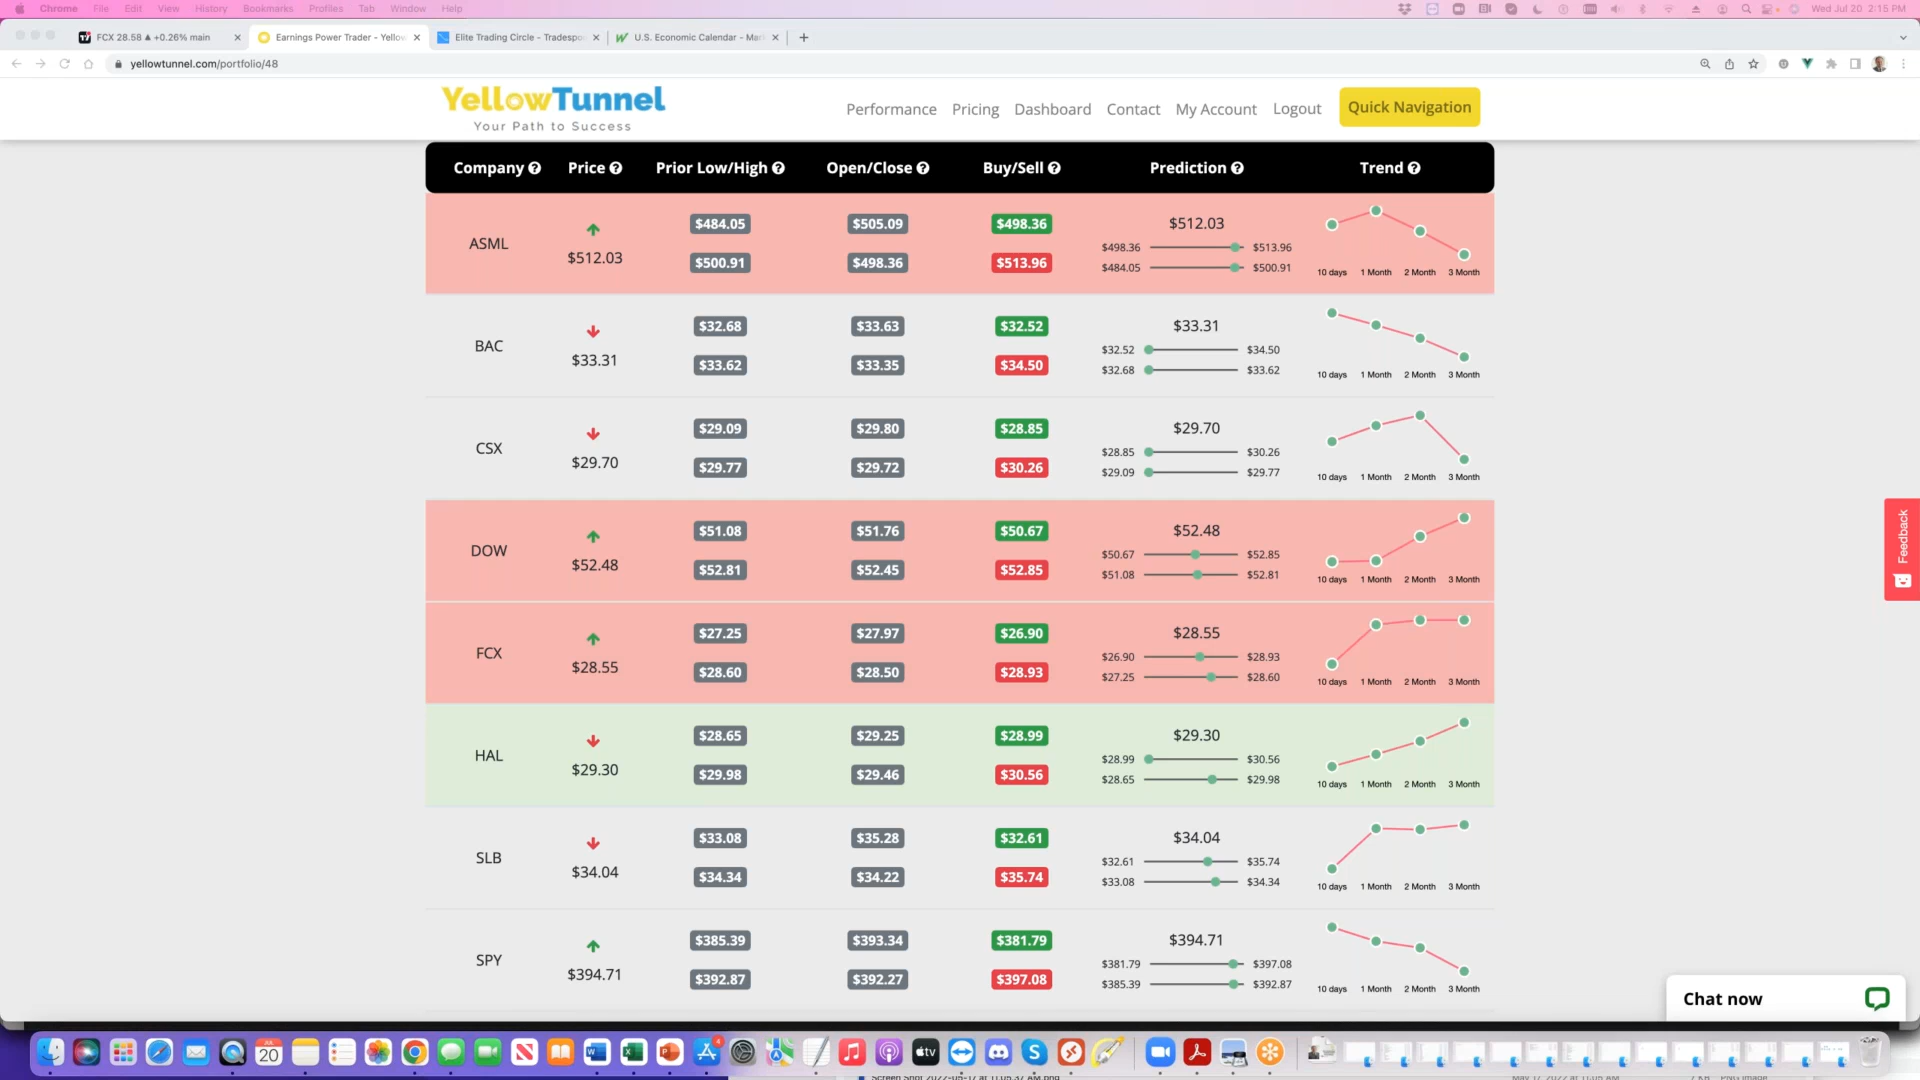 Chrome File Edit View History Bookmarks Profiles Tab Window Help Wed Jul 20 2:15 PM
FCX 28.58 ▲ +0.26% main Earnings Power Trader - Yellow Elite Trading Circle - Tradespo U.S. Economic Calendar - Mar
yellowtunnel.com/portfolio/48
YellowTunnel
Your Path to Success
Performance Pricing Dashboard Contact My Account Logout Quick Navigation
Company Price Prior Low/High Open/Close Buy/Sell Prediction Trend
ASML $512.03 $484.05 $500.91 $505.09 $498.36 $498.36 $513.96 $512.03
$498.36 $513.96
$484.05 $500.91
10 days 1 Month 2 Month 3 Month
BAC $33.31 $32.68 $33.62 $33.63 $33.35 $32.52 $34.50 $33.31
$32.52 $34.50
$32.68 $33.62
10 days 1 Month 2 Month 3 Month
CSX $29.70 $29.09 $29.77 $29.80 $29.72 $28.85 $30.26 $29.70
$28.85 $30.26
$29.09 $29.77
10 days 1 Month 2 Month 3 Month
DOW $52.48 $51.08 $52.81 $51.76 $52.45 $50.67 $52.85 $52.48
$50.67 $52.85
$51.08 $52.81
10 days 1 Month 2 Month 3 Month
FCX $28.55 $27.25 $28.60 $27.97 $28.50 $26.90 $28.93 $28.55
$26.90 $28.93
$27.25 $28.60
10 days 1 Month 2 Month 3 Month
HAL $29.30 $28.65 $29.98 $29.25 $29.46 $28.99 $30.56 $29.30
$28.99 $30.56
$28.65 $29.98
10 days 1 Month 2 Month 3 Month
SLB $34.04 $33.08 $34.34 $35.28 $34.22 $32.61 $35.74 $34.04
$32.61 $35.74
$33.08 $34.34
10 days 1 Month 2 Month 3 Month
SPY $394.71 $385.39 $392.87 $393.34 $392.27 $381.79 $397.08 $394.71
$381.79 $397.08
$385.39 $392.87
10 days 1 Month 2 Month 3 Month
Feedback
Chat now
JUL
20
tv